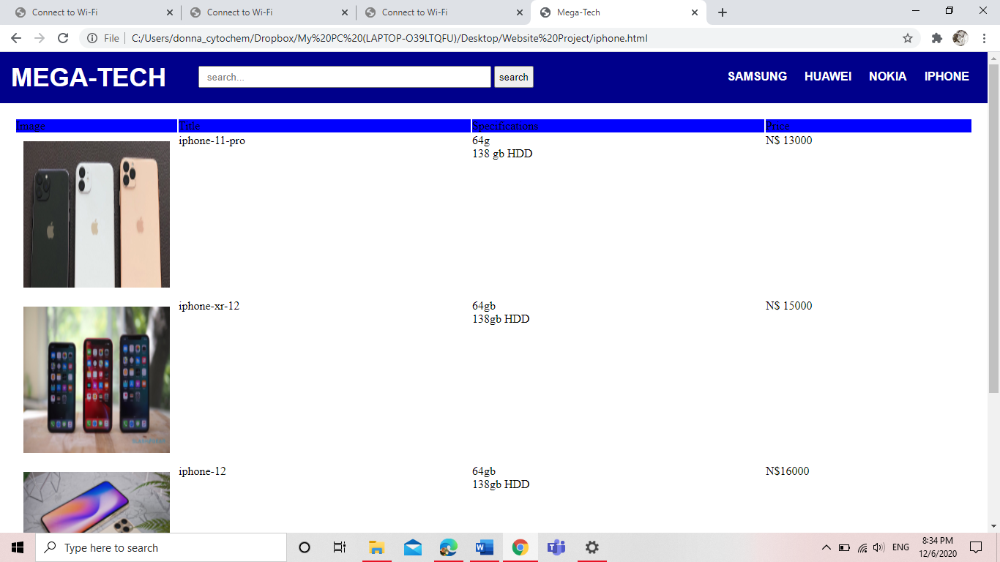 Connect to Wi-Fi
Connect to Wi-Fi
Connect to Wi-Fi
Mega-Tech
File C:/Users/donna_cytochem/Dropbox/My%20PC%20(LAPTOP-O39LTQFU)/Desktop/Website%20Project/iphone.html
MEGA-TECH search... search SAMSUNG HUAWEI NOKIA IPHONE
Image Title Specifications Price
iphone-11-pro 64g N$ 13000
138 gb HDD
iphone-xr-12 64gb N$ 15000
138gb HDD
iphone-12 64gb N$16000
138gb HDD
Type here to search
ENG
8:34 PM
12/6/2020